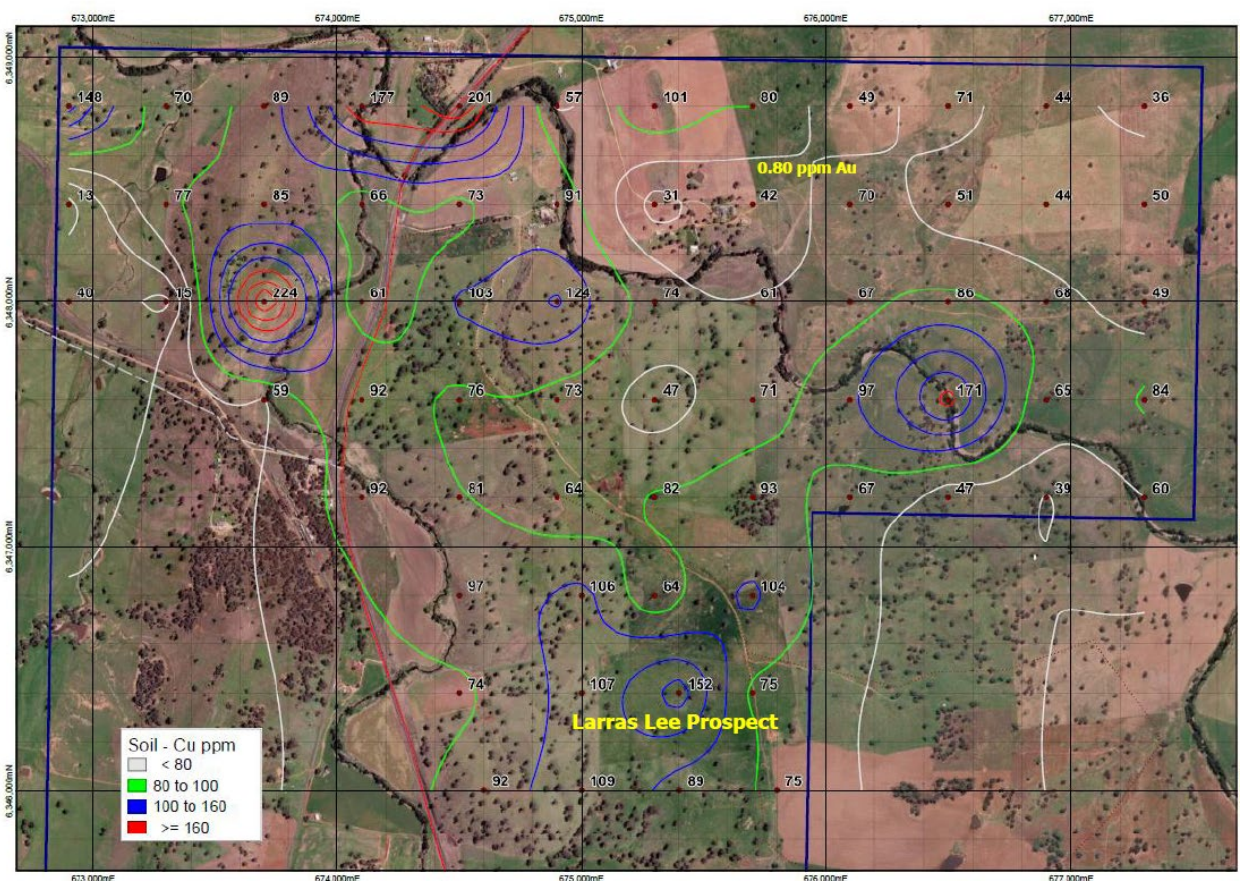 673,000mE 674,000mE 675,000mE 676,000mE 677,000mE
6,349,000mN
148 70 89 177 201 57 101 80 49 71 44 36
0.80 ppm Au
13 77 85 66 73 91 31 42 70 51 44 50
6,348,000mN
40 15 224 61 103 124 74 61 67 86 68 49
59 92 76 73 47 71 97 171 65 84
92 81 64 82 93 67 47 39 60
6,347,000mN
97 106 64 104
74 107 152 75
Larras Lee Prospect
Soil - Cu ppm
< 80
80 to 100
100 to 160
>= 160
6,346,000mN
92 109 89 75
673,000mE 674,000mE 675,000mE 676,000mE 677,000mE